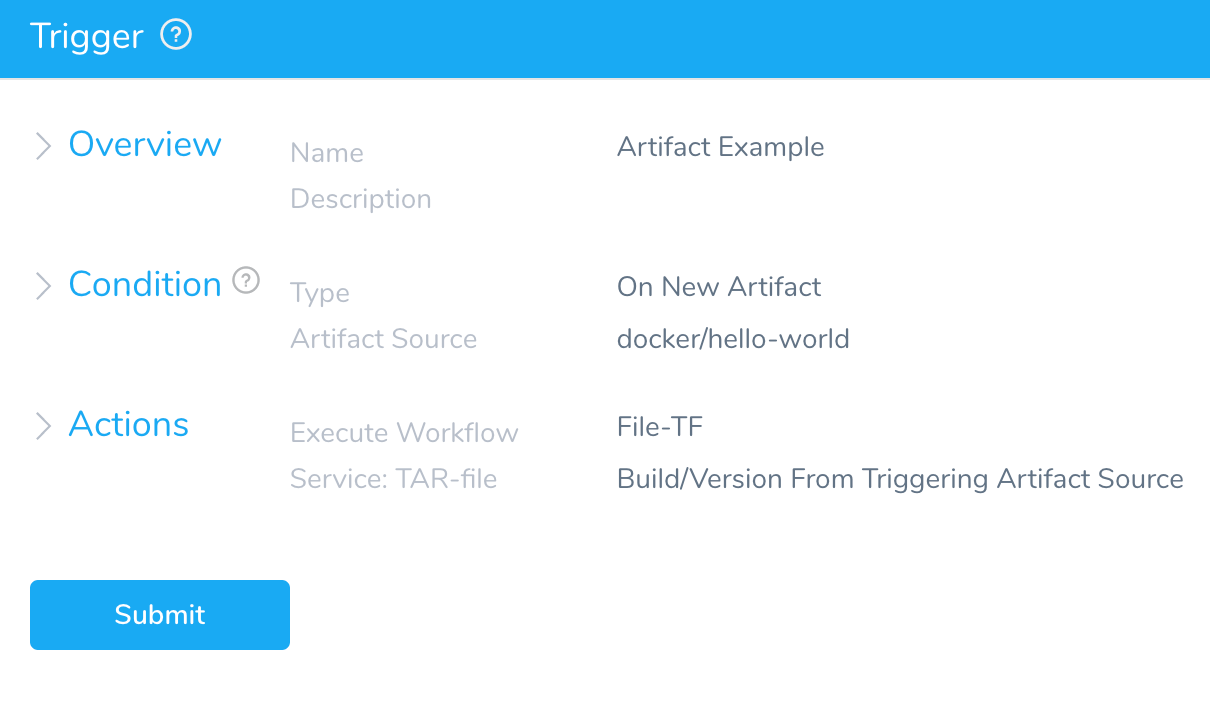 Trigger ?
Overview Name Artifact Example
Description
Condition ? Type On New Artifact
Artifact Source docker/hello-world
Actions Execute Workflow File-TF
Service: TAR-file Build/Version From Triggering Artifact Source
Submit